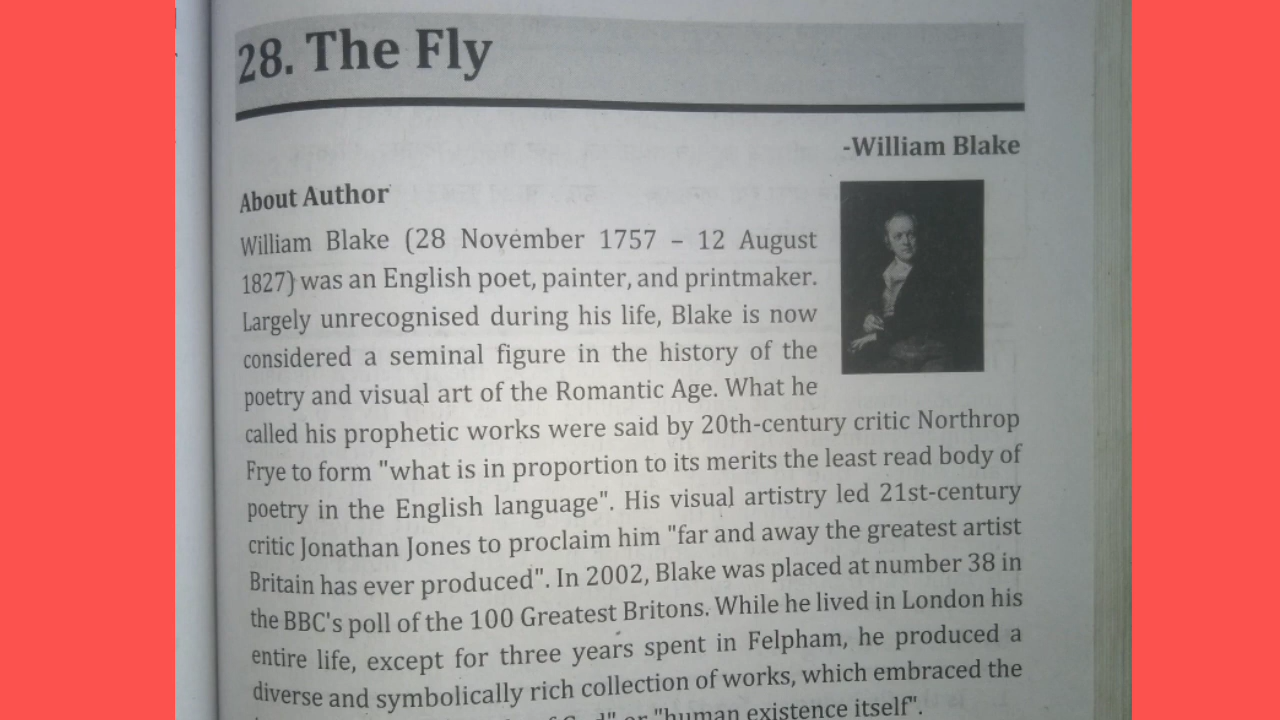 28. The Fly
-William Blake
About Author
William Blake (28 November 1757 – 12 August
1827) was an English poet, painter, and printmaker.
Largely unrecognised during his life, Blake is now
considered a seminal figure in the history of the
poetry and visual art of the Romantic Age. What he
called his prophetic works were said by 20th-century critic Northrop
Frye to form "what is in proportion to its merits the least read body of
poetry in the English language". His visual artistry led 21st-century
critic Jonathan Jones to proclaim him "far and away the greatest artist
Britain has ever produced". In 2002, Blake was placed at number 38 in
the BBC's poll of the 100 Greatest Britons. While he lived in London his
entire life, except for three years spent in Felpham, he produced a
diverse and symbolically rich collection of works, which embraced the
"human existence itself".